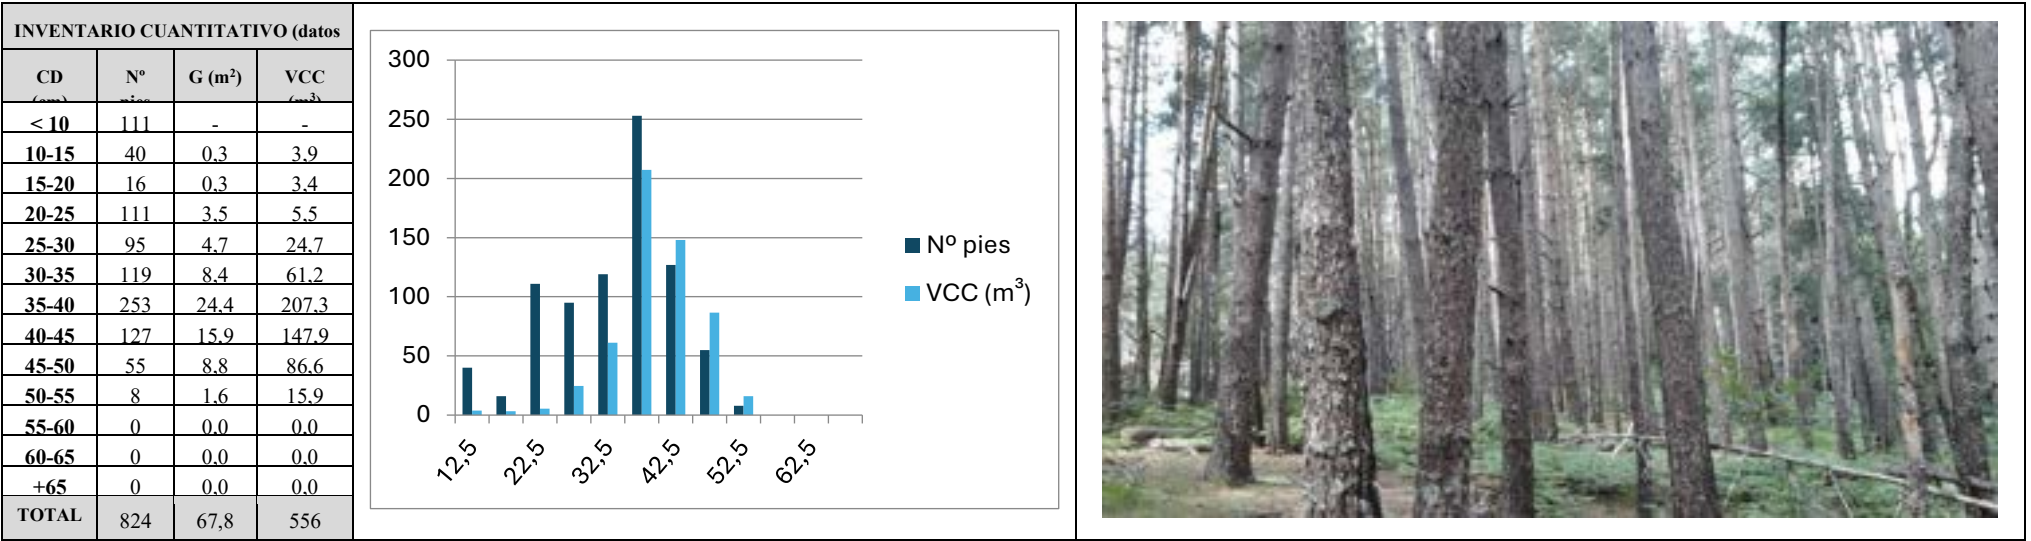 INVENTARIO CUANTITATIVO (datos
CD Nº G (m²) VCC
(cm) pies (m³)
< 10 111 - -
10-15 40 0,3 3,9
15-20 16 0,3 3,4
20-25 111 3,5 5,5
25-30 95 4,7 24,7
30-35 119 8,4 61,2
35-40 253 24,4 207,3
40-45 127 15,9 147,9
45-50 55 8,8 86,6
50-55 8 1,6 15,9
55-60 0 0,0 0,0
60-65 0 0,0 0,0
+65 0 0,0 0,0
TOTAL 824 67,8 556
300
250
200
150
100
50
0
12,5 22,5 32,5 42,5 52,5 62,5
Nº pies
VCC (m³)